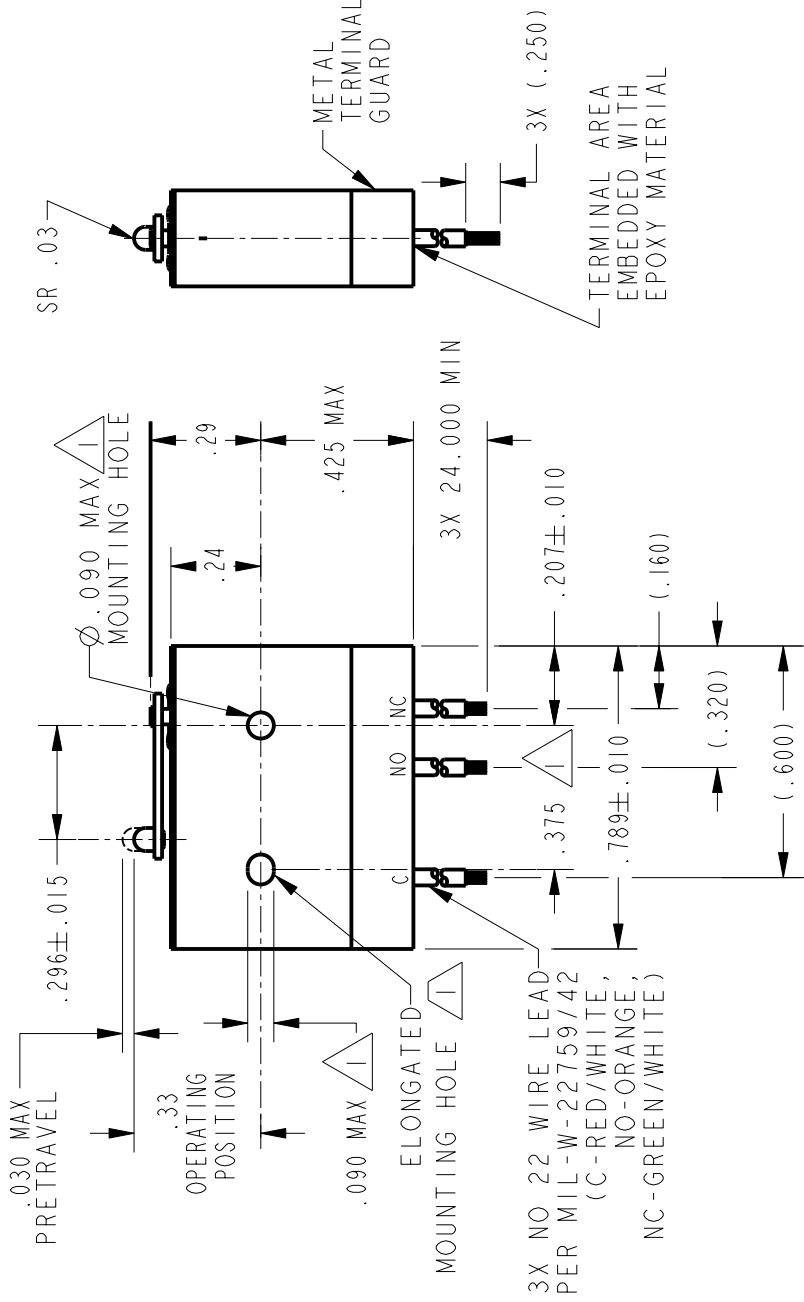 .030 MAX
PRETRAVEL
.296±.015
Ø .090 MAX
1
MOUNTING HOLE
SR .03
METAL
TERMINAL
GUARD
.33
OPERATING
POSITION
.24
.29
.425 MAX
.090 MAX
1
ELONGATED
MOUNTING HOLE
1
C
NO
NC
3X 24.000 MIN
3X (.250)
TERMINAL AREA
EMBEDDED WITH
EPOXY MATERIAL
3X NO 22 WIRE LEAD
PER MIL-W-22759/42
(C-RED/WHITE,
NO-ORANGE,
NC-GREEN/WHITE)
.375
1
.207±.010
(.160)
.789±.010
(.320)
(.600)